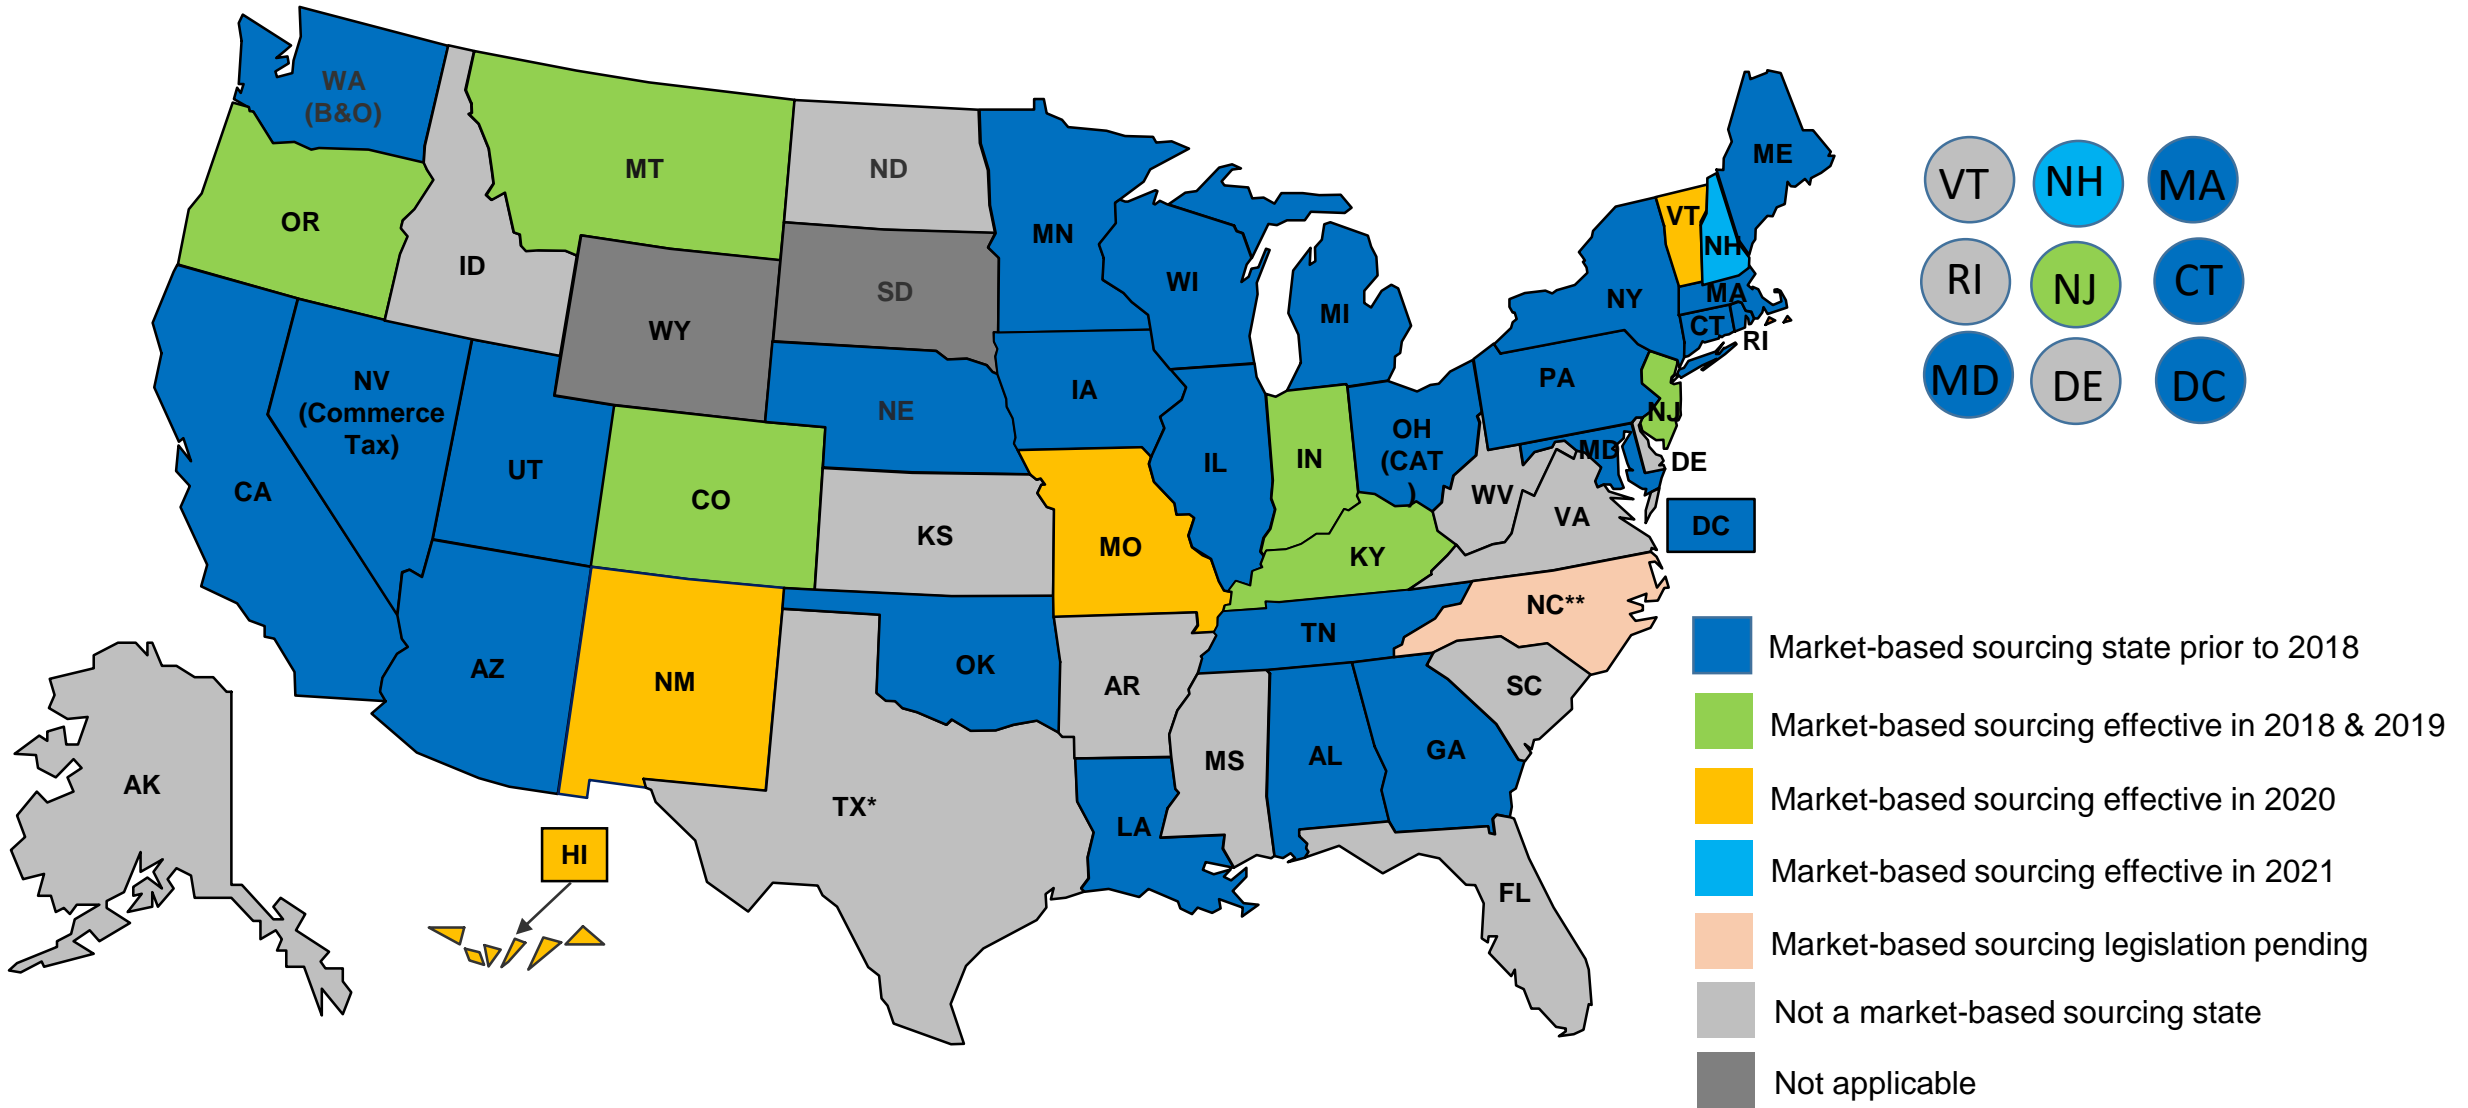 WA
(B&O)
MT
ND
OR
ID
SD
WY
MN
WI
MI
NY
VT
NH
ME
MA
CT
RI
NV
(Commerce
Tax)
UT
CA
NE
IA
IL
IN
OH
(CAT
)
PA
NJ
MD
DE
DC
WV
VA
CO
KS
MO
KY
NC**
TN
AZ
NM
OK
AR
SC
AK
HI
TX*
LA
MS
AL
GA
FL
VT
NH
MA
RI
NJ
CT
MD
DE
DC
Market-based sourcing state prior to 2018
Market-based sourcing effective in 2018 & 2019
Market-based sourcing effective in 2020
Market-based sourcing effective in 2021
Market-based sourcing legislation pending
Not a market-based sourcing state
Not applicable